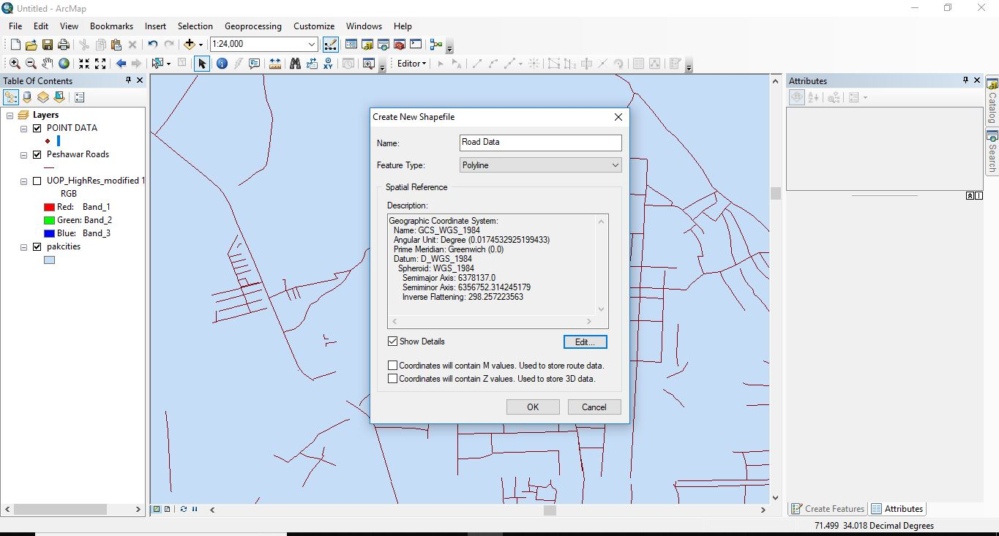 Untitled - ArcMap
File Edit View Bookmarks Insert Selection Geoprocessing Customize Windows Help
1:24,000
Editor
Table Of Contents
Layers
POINT DATA
Peshawar Roads
UOP_HighRes_modified 1
RGB
Red: Band_1
Green: Band_2
Blue: Band_3
pakcities
Create New Shapefile
Name: Road Data
Feature Type: Polyline
Spatial Reference
Description:
Geographic Coordinate System:
Name: GCS_WGS_1984
Angular Unit: Degree (0.0174532925199433)
Prime Meridian: Greenwich (0.0)
Datum: D_WGS_1984
Spheroid: WGS_1984
Semimajor Axis: 6378137.0
Semiminor Axis: 6356752.314245179
Inverse Flattening: 298.257223563
Show Details
Edit...
Coordinates will contain M values. Used to store route data.
Coordinates will contain Z values. Used to store 3D data.
OK Cancel
Attributes
Catalog
Search
Create Features Attributes
71.499 34.018 Decimal Degrees